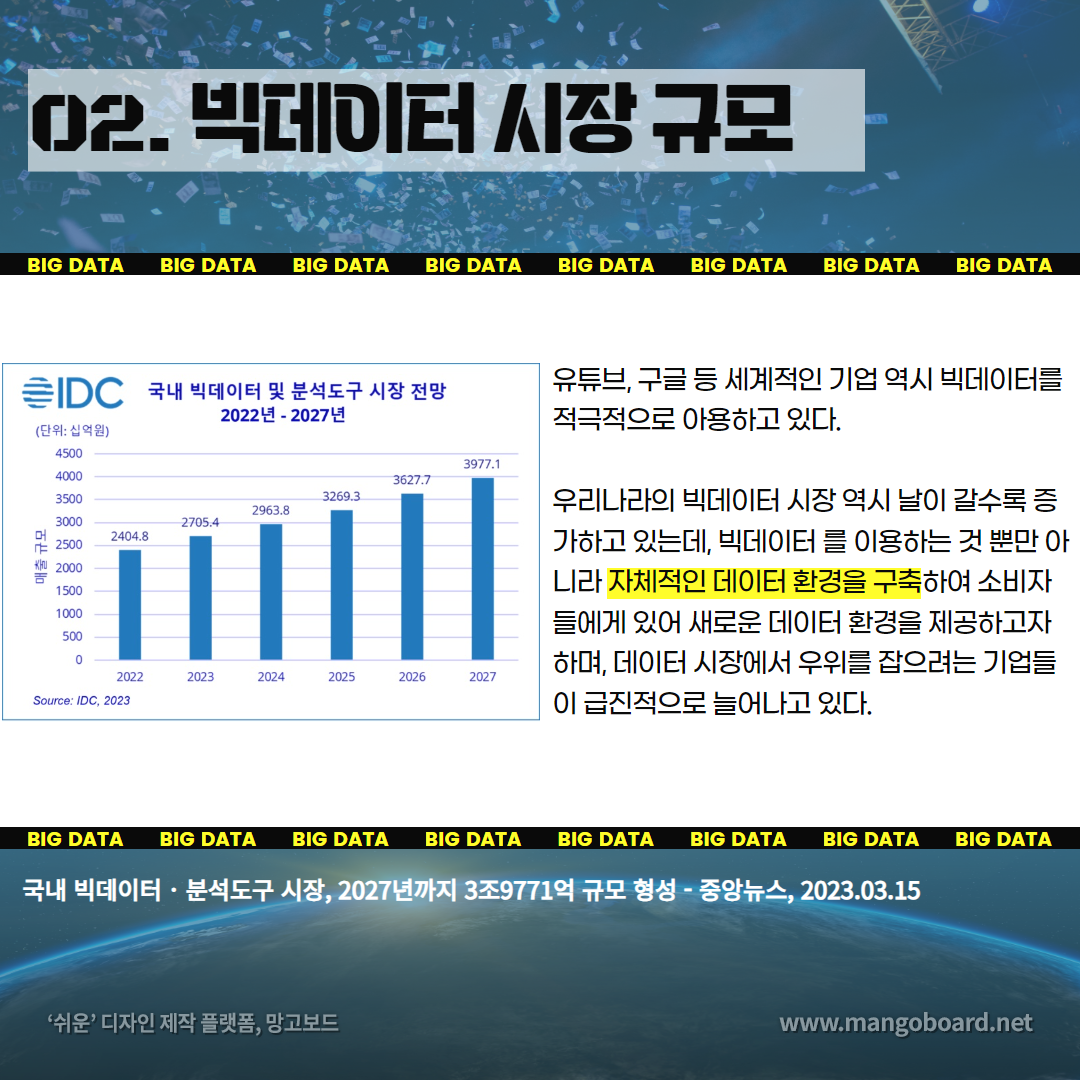 02. 빅데이터 시장 규모
BIG DATA BIG DATA BIG DATA BIG DATA BIG DATA BIG DATA BIG DATA BIG DATA
IDC
국내 빅데이터 및 분석도구 시장 전망
2022년 - 2027년
(단위: 십억원)
매출 규모
4500
4000
3500
3000
2500
2000
1500
1000
500
0
2404.8
2705.4
2963.8
3269.3
3627.7
3977.1
2022 2023 2024 2025 2026 2027
Source: IDC, 2023
유튜브, 구글 등 세계적인 기업 역시 빅데이터를
적극적으로 아용하고 있다.
우리나라의 빅데이터 시장 역시 날이 갈수록 증
가하고 있는데, 빅데이터 를 이용하는 것 뿐만 아
니라 자체적인 데이터 환경을 구축하여 소비자
들에게 있어 새로운 데이터 환경을 제공하고자
하며, 데이터 시장에서 우위를 잡으려는 기업들
이 급진적으로 늘어나고 있다.
BIG DATA BIG DATA BIG DATA BIG DATA BIG DATA BIG DATA BIG DATA BIG DATA
국내 빅데이터 · 분석도구 시장, 2027년까지 3조9771억 규모 형성 - 중앙뉴스, 2023.03.15
‘쉬운’ 디자인 제작 플랫폼, 망고보드
www.mangoboard.net